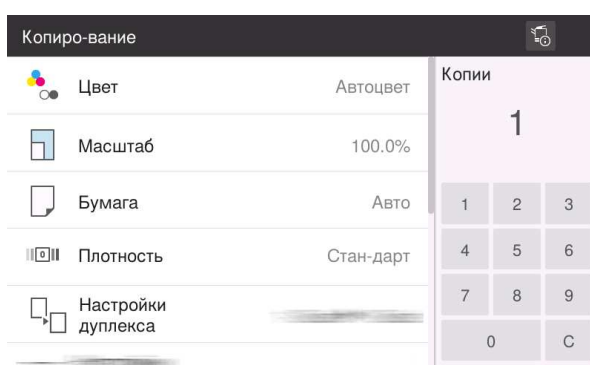 Копиро-вание
Цвет
Автоцвет
Масштаб
100.0%
Бумага
Авто
0
Плотность
Стан-дарт
Настройки
дуплекса
Копии
1
1 2 3
4 5 6
7 8 9
0 C